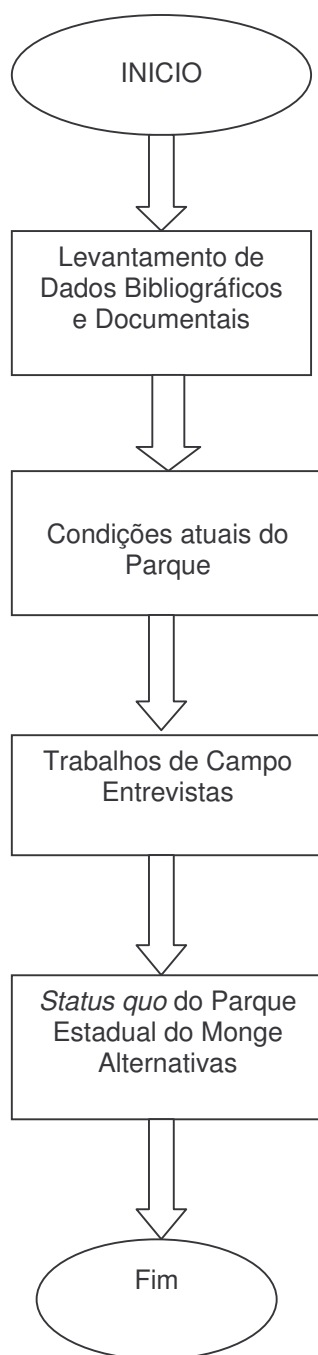 INICIO
Levantamento de
Dados Bibliográficos
e Documentais
Condições atuais do
Parque
Trabalhos de Campo
Entrevistas
Status quo do Parque
Estadual do Monge
Alternativas
Fim